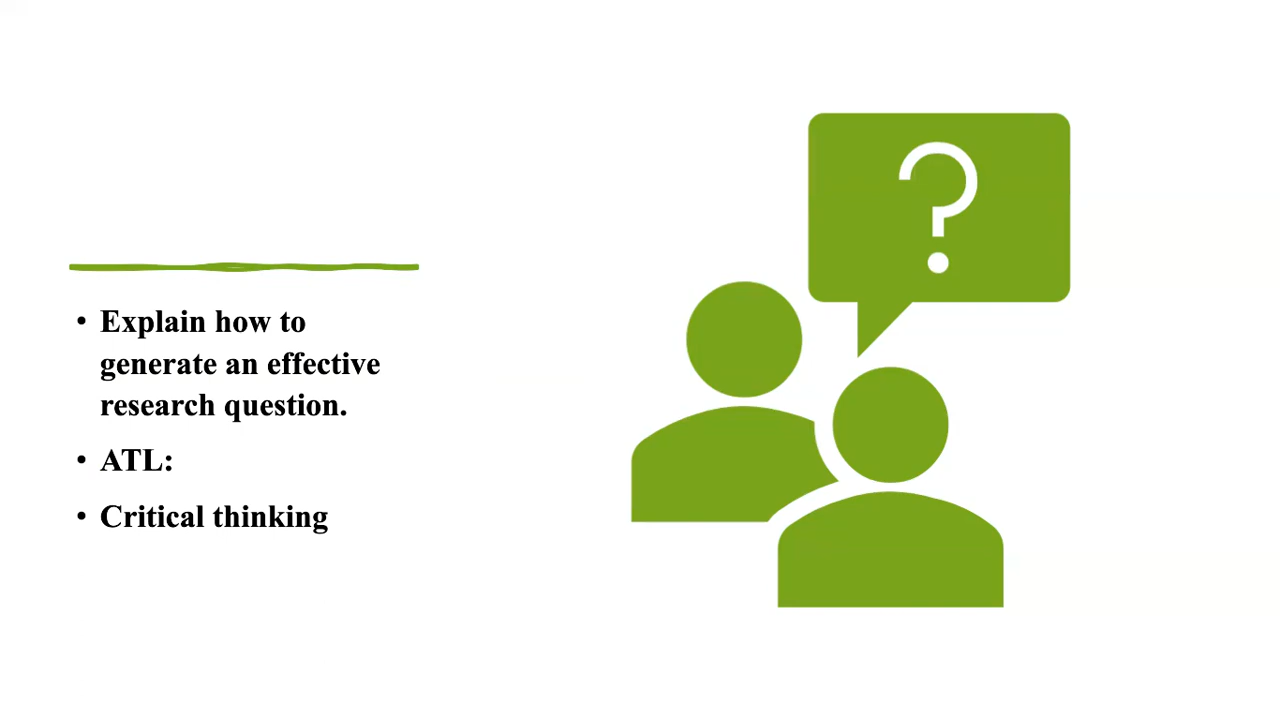 • Explain how to
generate an effective
research question.
• ATL:
• Critical thinking
?